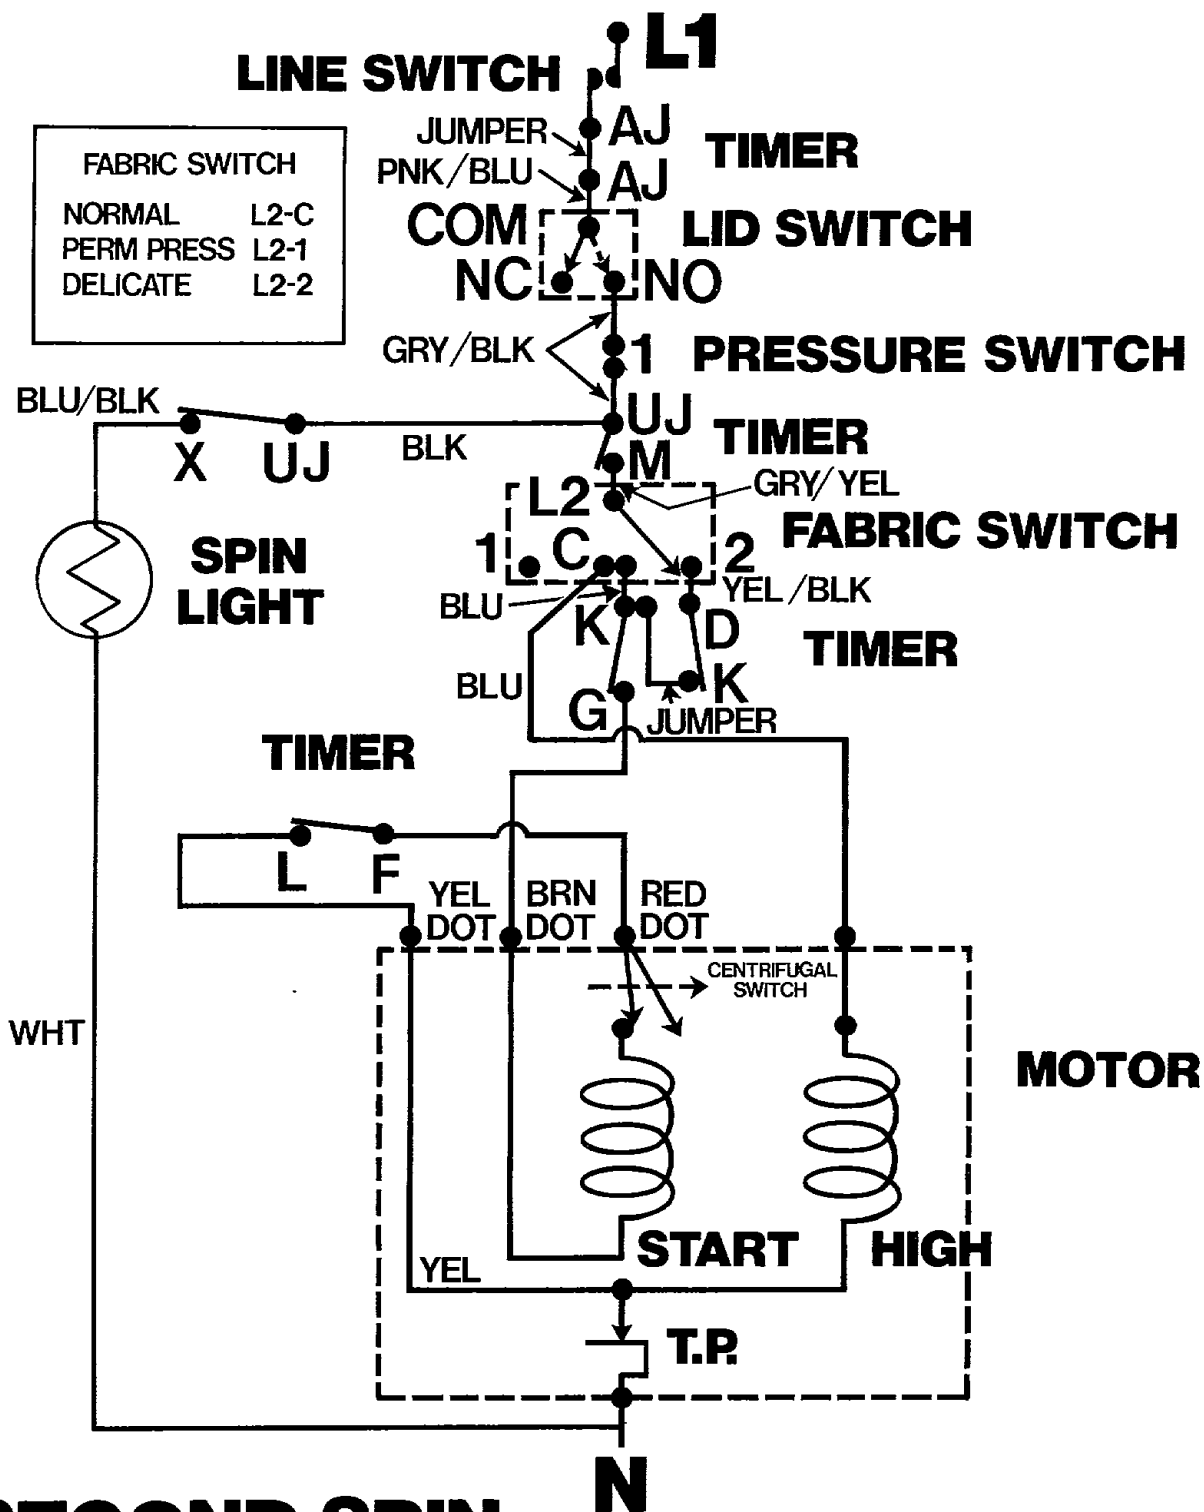 L1
LINE SWITCH
JUMPER
AJ
TIMER
PNK/BLU
AJ
FABRIC SWITCH
NORMAL L2-C
PERM PRESS L2-1
DELICATE L2-2
COM
LID SWITCH
NC
NO
GRY/BLK
1
PRESSURE SWITCH
BLU/BLK
X
UJ
BLK
UJ
TIMER
M
GRY/YEL
L2
FABRIC SWITCH
1
C
2
SPIN
LIGHT
BLU
YEL/BLK
K
D
TIMER
BLU
G
K
JUMPER
TIMER
L
F
YEL
DOT
BRN
DOT
RED
DOT
CENTRIFUGAL
SWITCH
WHT
MOTOR
START
HIGH
YEL
T.P.
N
SPIN